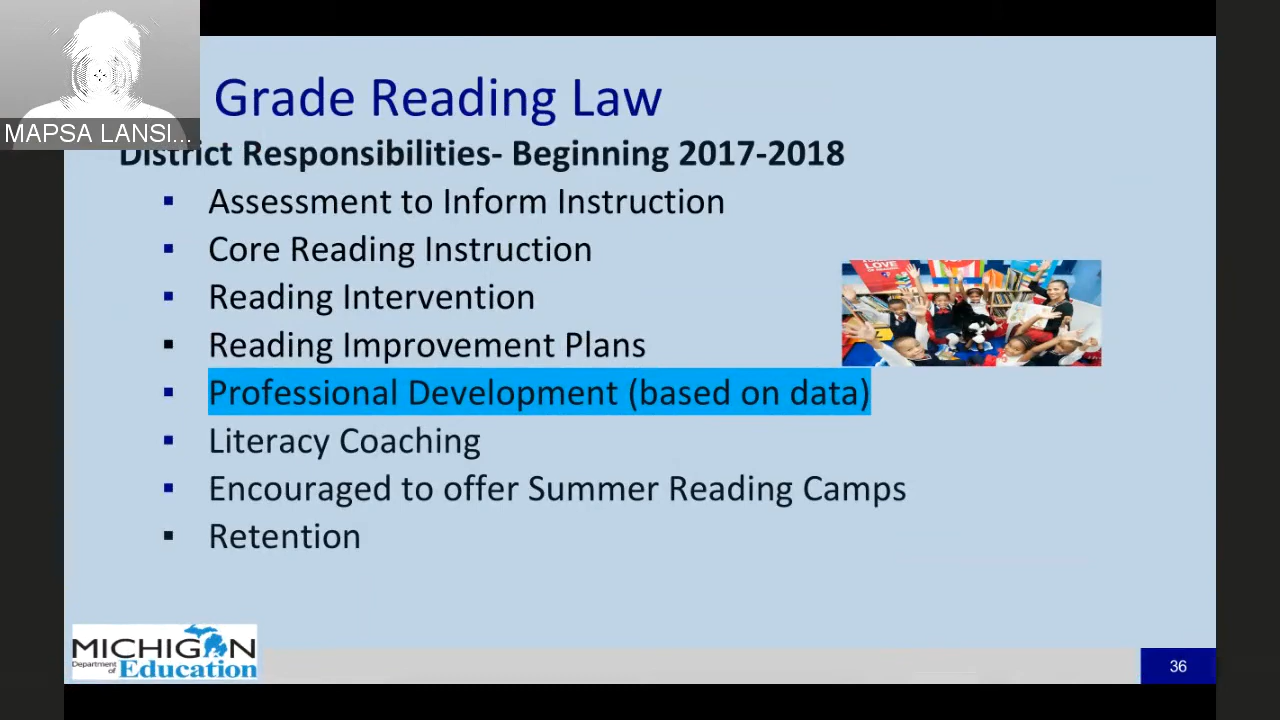 Grade Reading Law
MAPSA LANSI...
District Responsibilities- Beginning 2017-2018
▪ Assessment to Inform Instruction
▪ Core Reading Instruction
▪ Reading Intervention
▪ Reading Improvement Plans
▪ Professional Development (based on data)
▪ Literacy Coaching
▪ Encouraged to offer Summer Reading Camps
▪ Retention
LOVE
MICHIGAN
Department of Education
36